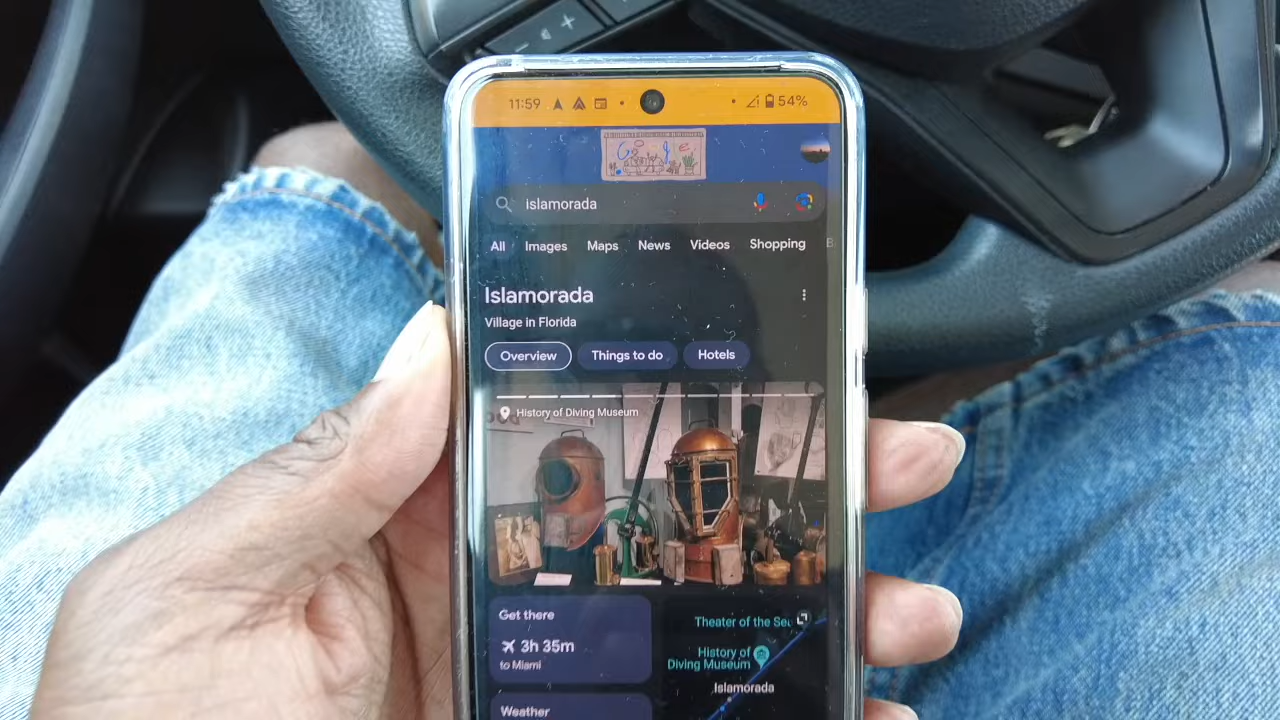 11:59 54%
islamorada
All Images Maps News Videos Shopping
Islamorada
Village in Florida
Overview Things to do Hotels
History of Diving Museum
Get there
3h 35m
to Miami
Theater of the Sea
History of
Diving Museum
Islamorada
Weather